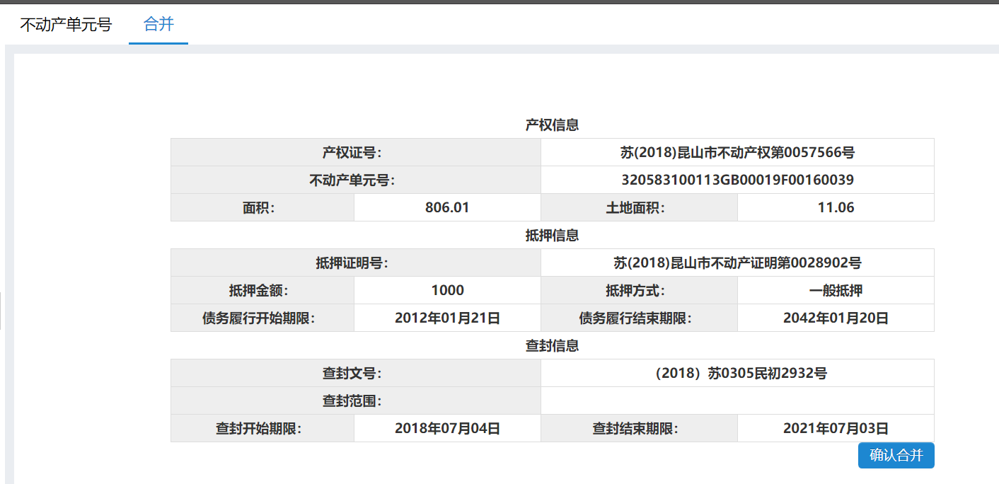 不动产单元号 合并
产权信息
产权证号： 苏(2018)昆山市不动产权第0057566号
不动产单元号： 320583100113GB00019F00160039
面积： 806.01 土地面积： 11.06
抵押信息
抵押证明号： 苏(2018)昆山市不动产证明第0028902号
抵押金额： 1000 抵押方式： 一般抵押
债务履行开始期限： 2012年01月21日 债务履行结束期限： 2042年01月20日
查封信息
查封文号： （2018）苏0305民初2932号
查封范围：
查封开始期限： 2018年07月04日 查封结束期限： 2021年07月03日
确认合并